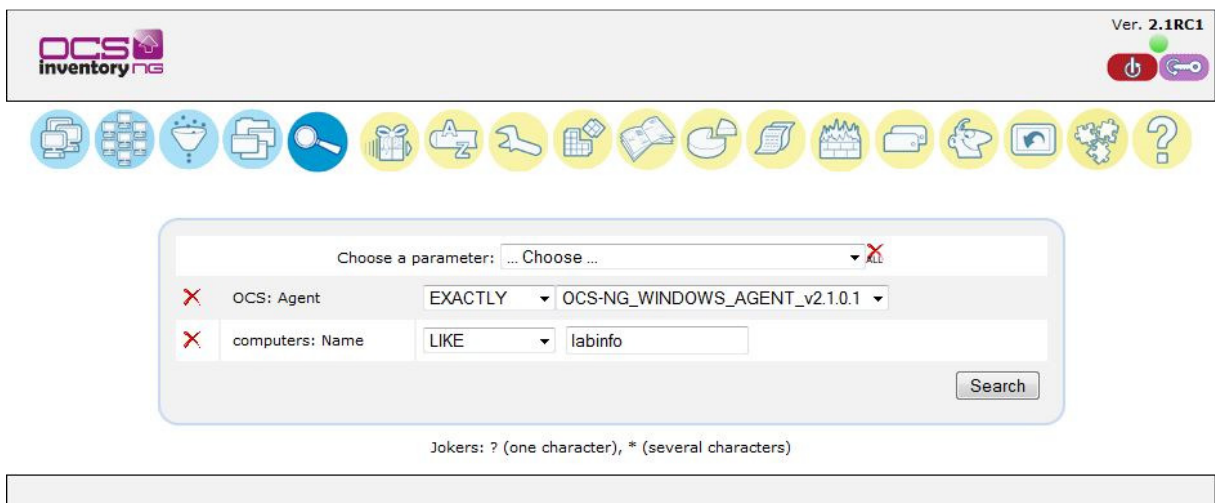 Ver. 2.1RC1
OCS
inventory NG
A
Z
?
Choose a parameter: ... Choose ... ALL
OCS: Agent EXACTLY OCS-NG_WINDOWS_AGENT_v2.1.0.1
computers: Name LIKE labinfo
Search
Jokers: ? (one character), * (several characters)